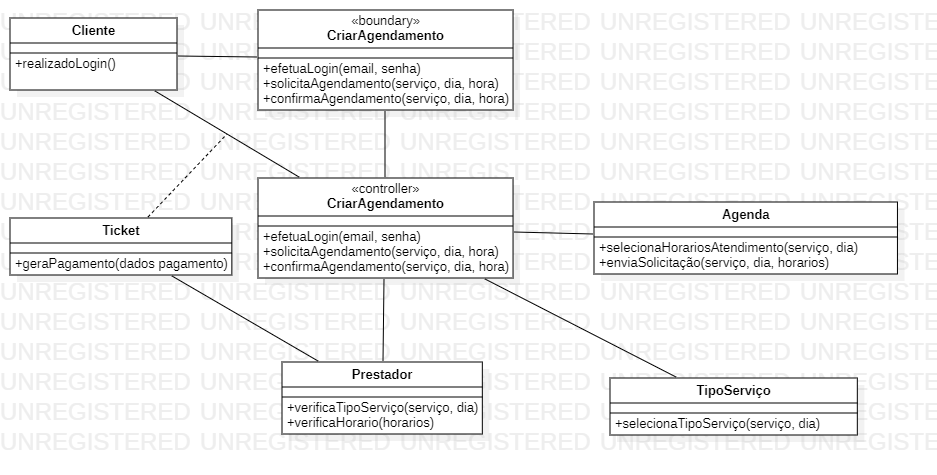 Cliente
+realizadoLogin()
«boundary»
CriarAgendamento
+efetuaLogin(email, senha)
+solicitaAgendamento(serviço, dia, hora)
+confirmaAgendamento(serviço, dia, hora)
«controller»
CriarAgendamento
+efetuaLogin(email, senha)
+solicitaAgendamento(serviço, dia, hora)
+confirmaAgendamento(serviço, dia, hora)
Agenda
+selecionaHorariosAtendimento(serviço, dia)
+enviaSolicitação(serviço, dia, horarios)
Ticket
+geraPagamento(dados pagamento)
Prestador
+verificaTipoServiço(serviço, dia)
+verificaHorario(horarios)
TipoServiço
+selecionaTipoServiço(serviço, dia)
UNREGISTERED